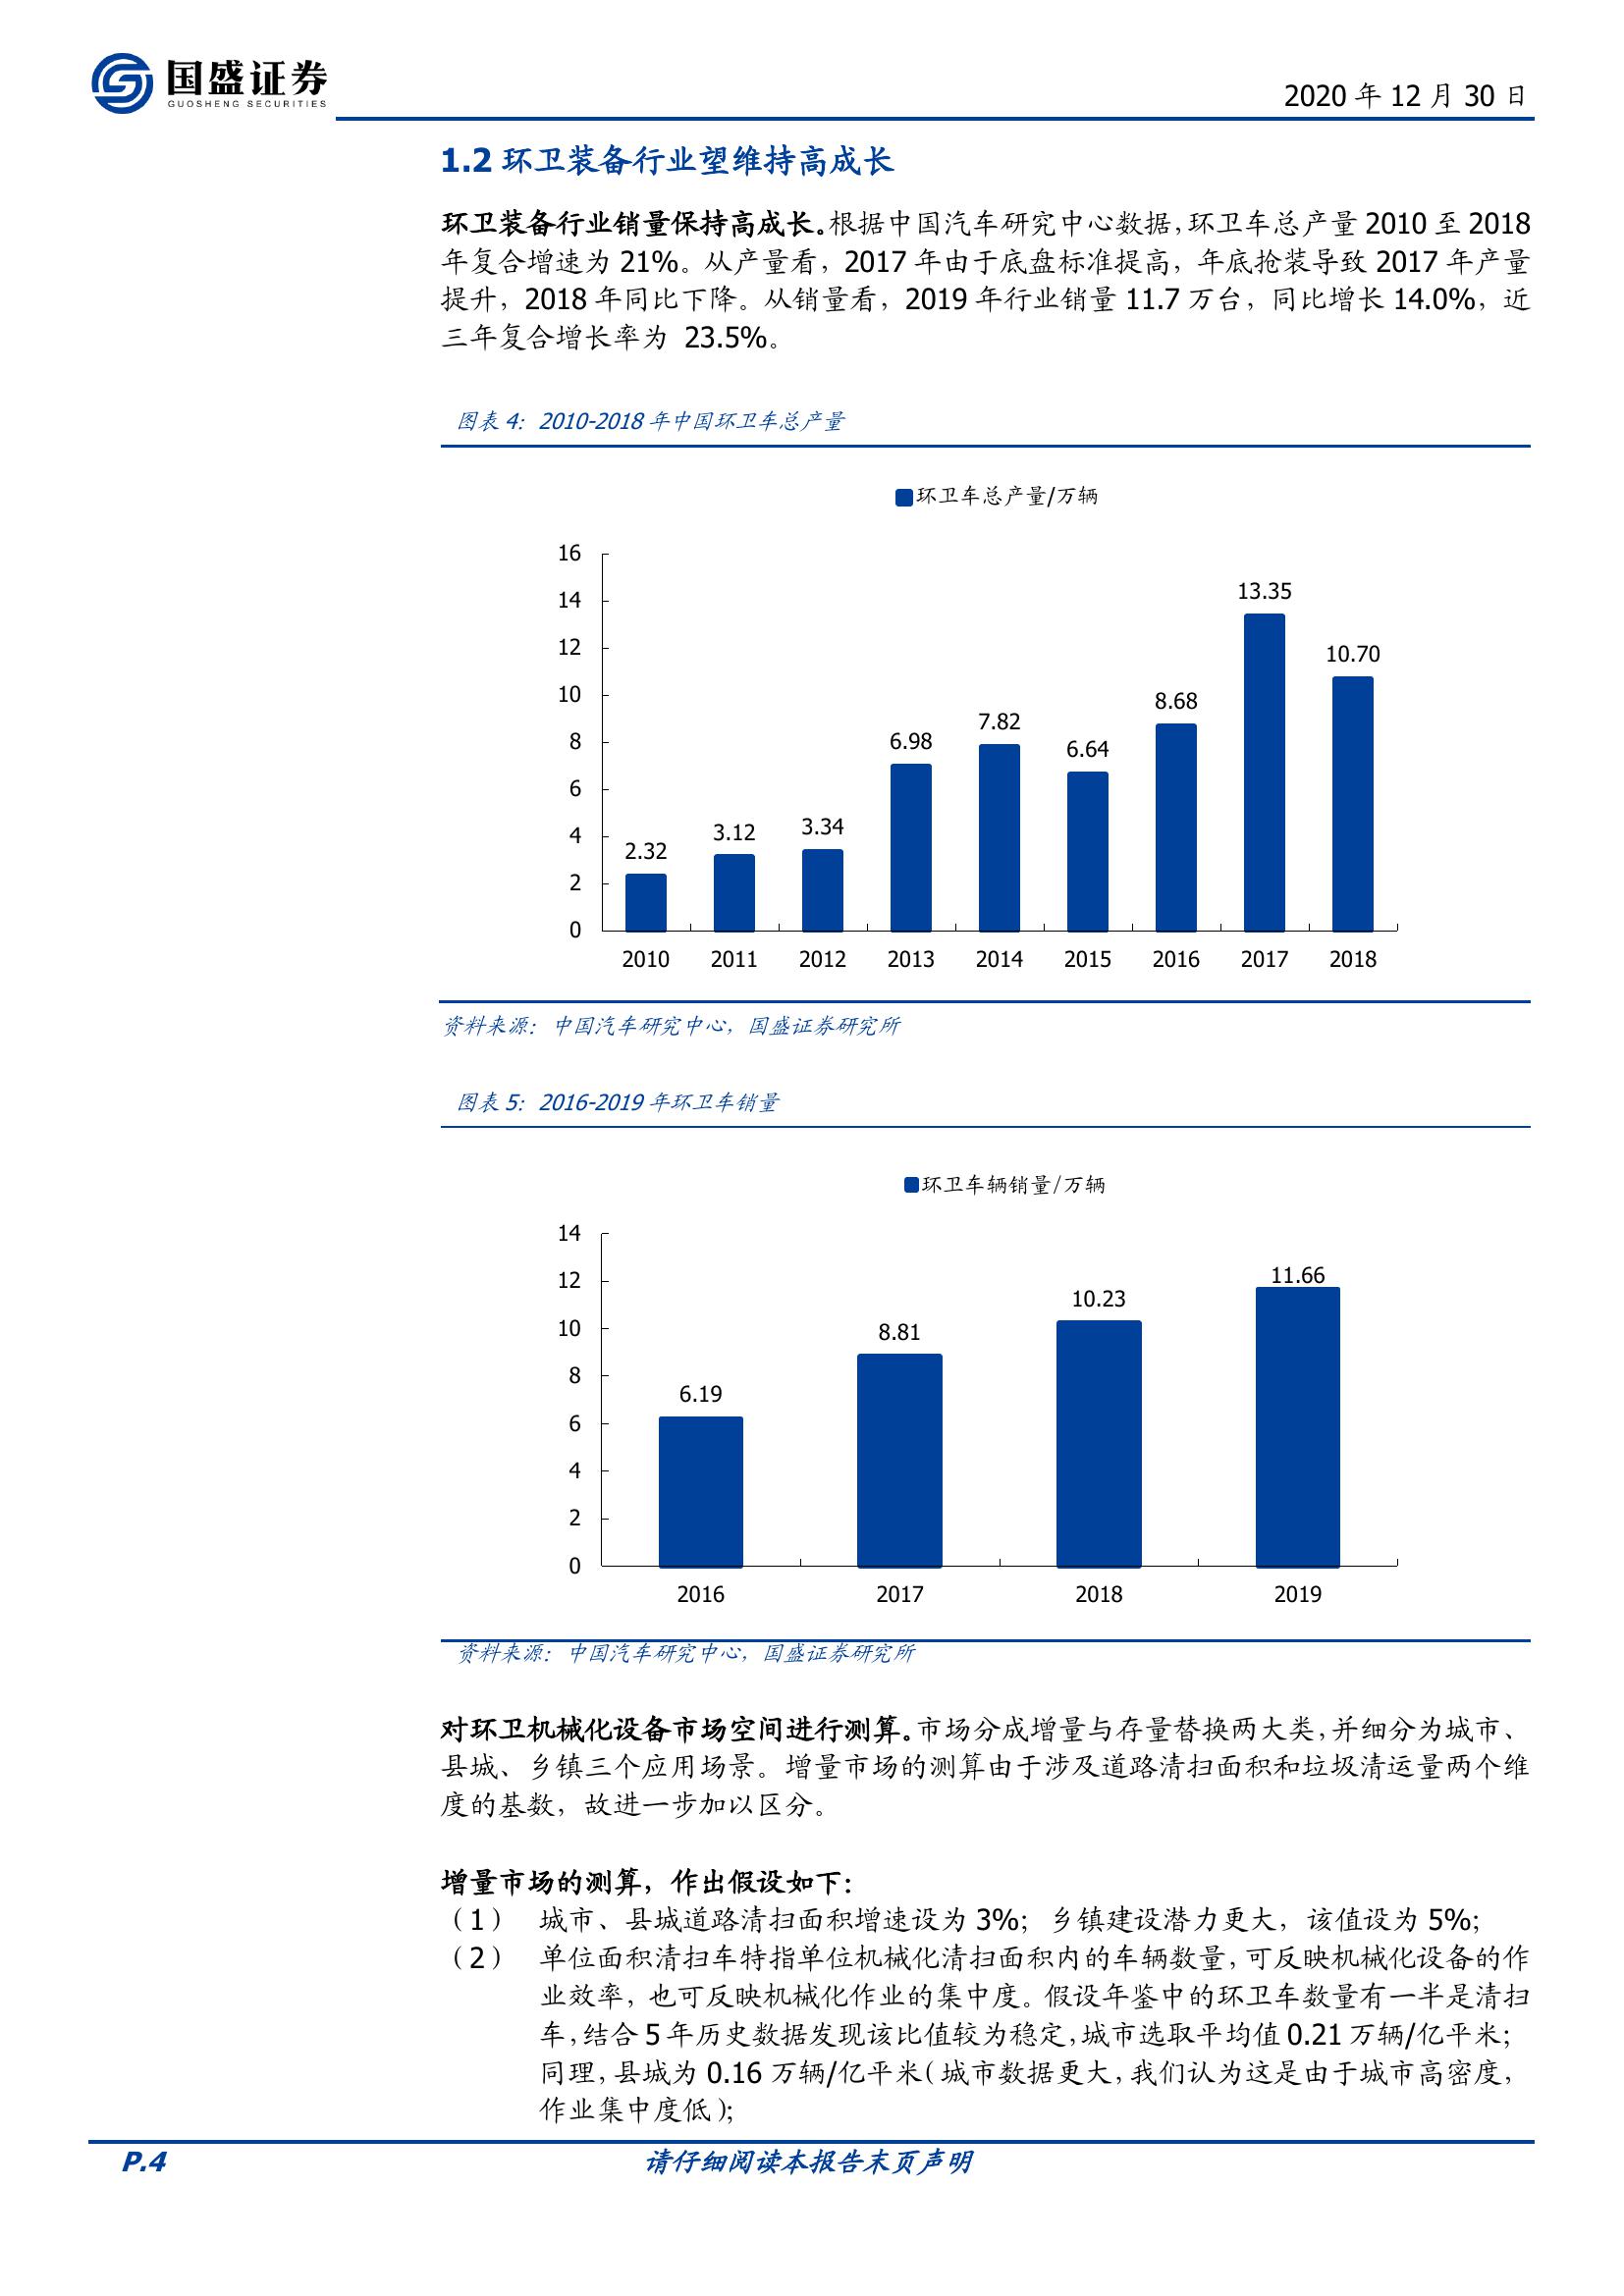 国盛证券
GUOSHENG SECURITIES
2020 年 12 月 30 日
1.2 环卫装备行业望维持高成长
环卫装备行业销量保持高成长。根据中国汽车研究中心数据，环卫车总产量 2010 至 2018
年复合增速为 21%。从产量看，2017 年由于底盘标准提高，年底抢装导致 2017 年产量
提升，2018 年同比下降。从销量看，2019 年行业销量 11.7 万台，同比增长 14.0%，近
三年复合增长率为 23.5%。
图表 4：2010-2018 年中国环卫车总产量
环卫车总产量/万辆
16
14
12
10
8
6
4
2
0
2.32
3.12
3.34
6.98
7.82
6.64
8.68
13.35
10.70
2010 2011 2012 2013 2014 2015 2016 2017 2018
资料来源：中国汽车研究中心，国盛证券研究所
图表 5：2016-2019 年环卫车销量
环卫车辆销量/万辆
14
12
10
8
6
4
2
0
6.19
8.81
10.23
11.66
2016 2017 2018 2019
资料来源：中国汽车研究中心，国盛证券研究所
对环卫机械化设备市场空间进行测算。市场分成增量与存量替换两大类，并细分为城市、
县城、乡镇三个应用场景。增量市场的测算由于涉及道路清扫面积和垃圾清运量两个维
度的基数，故进一步加以区分。
增量市场的测算，作出假设如下：
（1） 城市、县城道路清扫面积增速设为 3%；乡镇建设潜力更大，该值设为 5%；
（2） 单位面积清扫车特指单位机械化清扫面积内的车辆数量，可反映机械化设备的作
业效率，也可反映机械化作业的集中度。假设年鉴中的环卫车数量有一半是清扫
车，结合 5 年历史数据发现该比值较为稳定，城市选取平均值 0.21 万辆/亿平米；
同理，县城为 0.16 万辆/亿平米（城市数据更大，我们认为这是由于城市高密度，
作业集中度低）；
P.4
请仔细阅读本报告末页声明